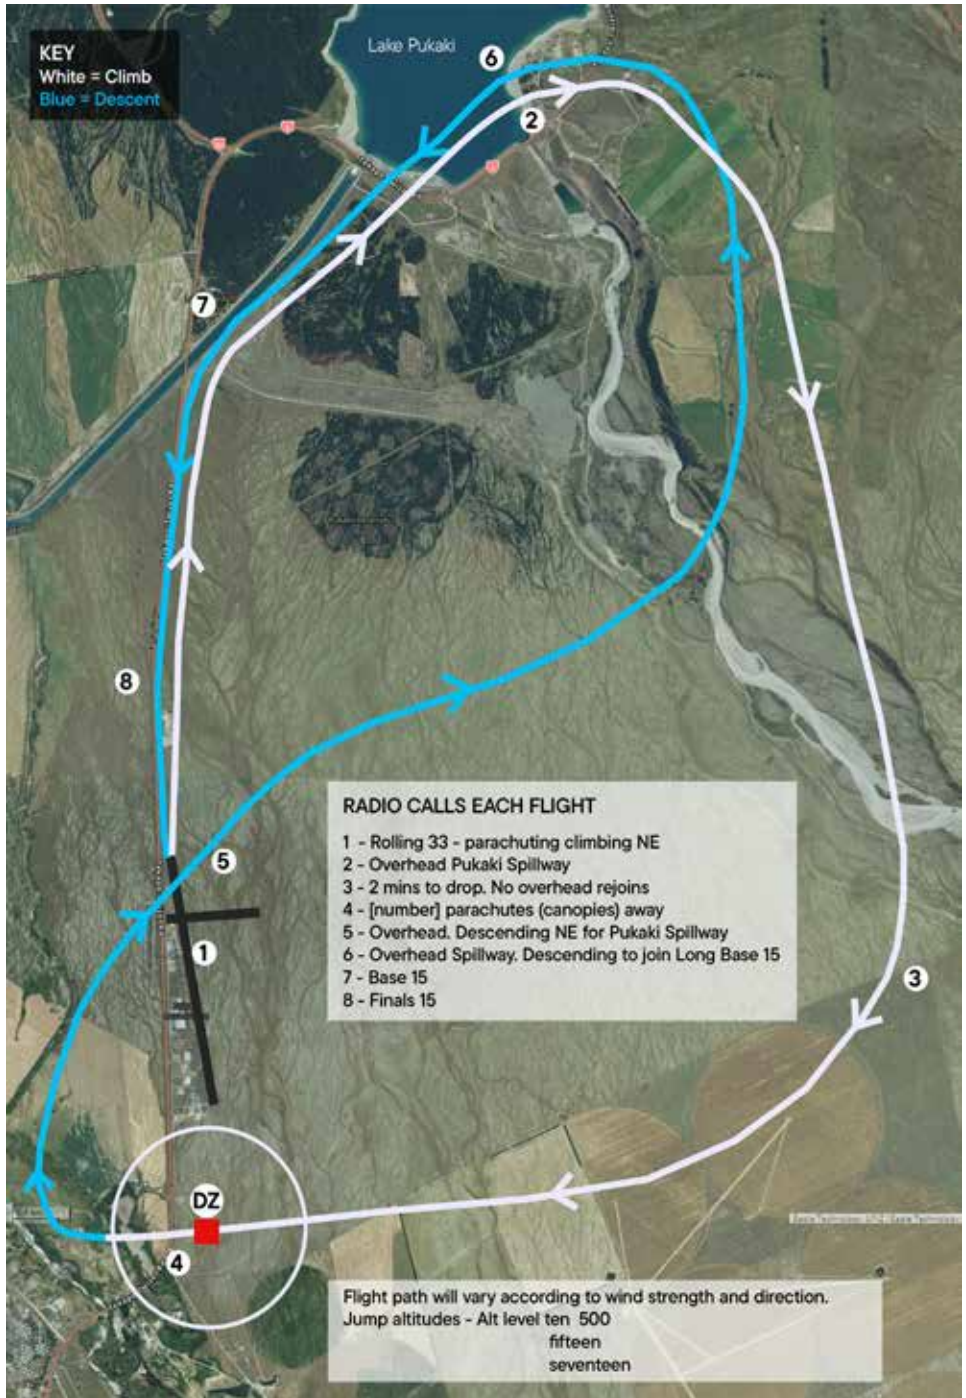 Lake Pukaki
KEY
White = Climb
Blue = Descent
6
2
7
8
RADIO CALLS EACH FLIGHT
1 - Rolling 33 - parachuting climbing NE
2 - Overhead Pukaki Spillway
3 - 2 mins to drop. No overhead rejoins
4 - [number] parachutes (canopies) away
5 - Overhead. Descending NE for Pukaki Spillway
6 - Overhead Spillway. Descending to join Long Base 15
7 - Base 15
8 - Finals 15
5
1
3
DZ
4
Flight path will vary according to wind strength and direction.
Jump altitudes - Alt level ten 500
fifteen
seventeen